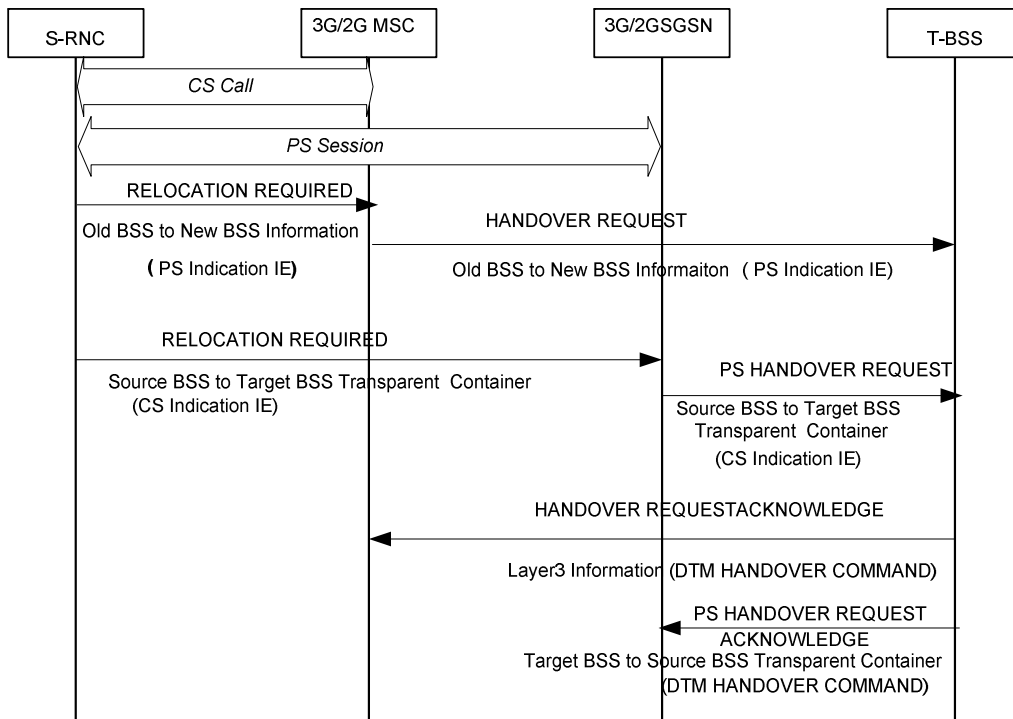 S-RNC
3G/2G MSC
3G/2GSGSN
T-BSS
CS Call
PS Session
RELOCATION REQUIRED
Old BSS to New BSS Information
( PS Indication IE)
HANDOVER REQUEST
Old BSS to New BSS Informaiton ( PS Indication IE)
RELOCATION REQUIRED
Source BSS to Target BSS Transparent Container
(CS Indication IE)
PS HANDOVER REQUEST
Source BSS to Target BSS
Transparent Container
(CS Indication IE)
HANDOVER REQUESTACKNOWLEDGE
Layer3 Information (DTM HANDOVER COMMAND)
PS HANDOVER REQUEST
ACKNOWLEDGE
Target BSS to Source BSS Transparent Container
(DTM HANDOVER COMMAND)